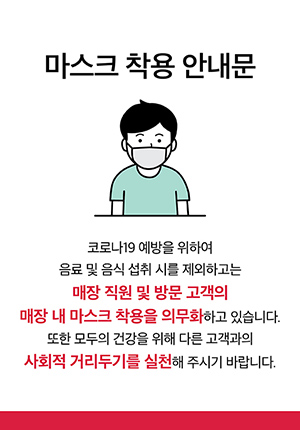 마스크 착용 안내문
코로나19 예방을 위하여
음료 및 음식 섭취 시를 제외하고는
매장 직원 및 방문 고객의
매장 내 마스크 착용을 의무화하고 있습니다.
또한 모두의 건강을 위해 다른 고객과의
사회적 거리두기를 실천해 주시기 바랍니다.